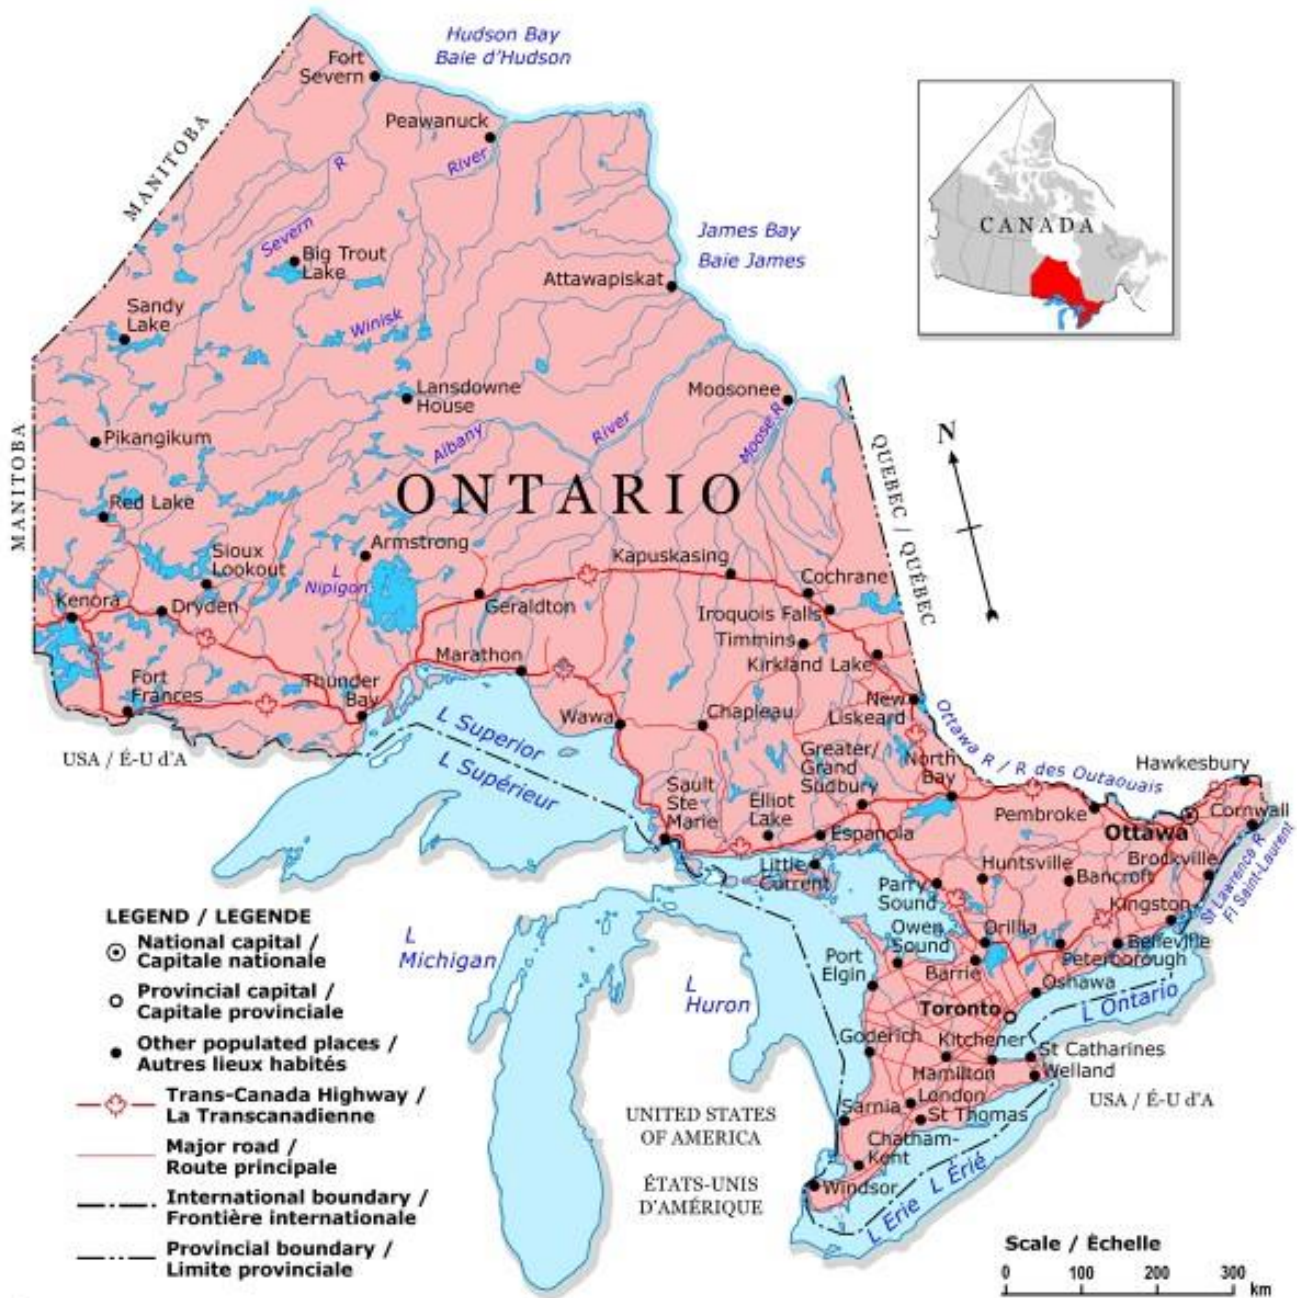 Hudson Bay
Baie d'Hudson
Fort
Severn
Peawanuck
MANITOBA
River
R
Severn
CANADA
James Bay
Baie James
Big Trout
Lake
Attawapiskat
Sandy
Lake
Winisk
Lansdowne
House
Moosonee
MANITOBA
Pikangikum
Albany
River
Moose R
QUEBEC / QUÉBEC
N
ONTARIO
Red Lake
Armstrong
Kapuskasing
Sioux
Lookout
L
Nipigon
Cochrane
Kenora
Dryden
Geraldton
Iroquois Falls
Timmins
Marathon
Kirkland Lake
Fort
Frances
Thunder
Bay
New
Liskeard
Wawa
Chapleau
USA / É-U d'A
L Superior
L Supérieur
Ottawa R / R des Outaouais
Greater/
Grand
Sudbury
North
Bay
Hawkesbury
Sault
Ste
Marie
Elliot
Lake
Espanola
Pembroke
Ottawa
Cornwall
Little
Current
Huntsville
Bancroft
Brockville
Parry
Sound
Kingston
St Lawrence R
Fl Saint-Laurent
Owen
Sound
Orillia
Belleville
Peterborough
Port
Elgin
Barrie
Oshawa
L
Michigan
L
Huron
Toronto
L Ontario
Goderich
Kitchener
St Catharines
Hamilton
Welland
London
USA / É-U d'A
Sarnia
St Thomas
UNITED STATES
OF AMERICA
Chatham-
Kent
ÉTATS-UNIS
D'AMÉRIQUE
Windsor
L Erie L Érié
LEGEND / LEGENDE
National capital /
Capitale nationale
Provincial capital /
Capitale provinciale
Other populated places /
Autres lieux habités
Trans-Canada Highway /
La Transcanadienne
Major road /
Route principale
International boundary /
Frontière internationale
Provincial boundary /
Limite provinciale
Scale / Échelle
0 100 200 300
km